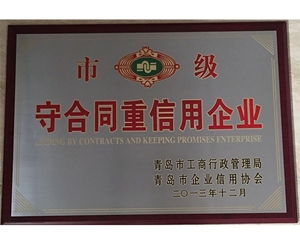 市 级
守合同重信用企业
ABIDING BY CONTRACTS AND KEEPING PROMISES ENTERPRISE
青岛市工商行政管理局
青岛市企业信用协会
二〇一三年十二月